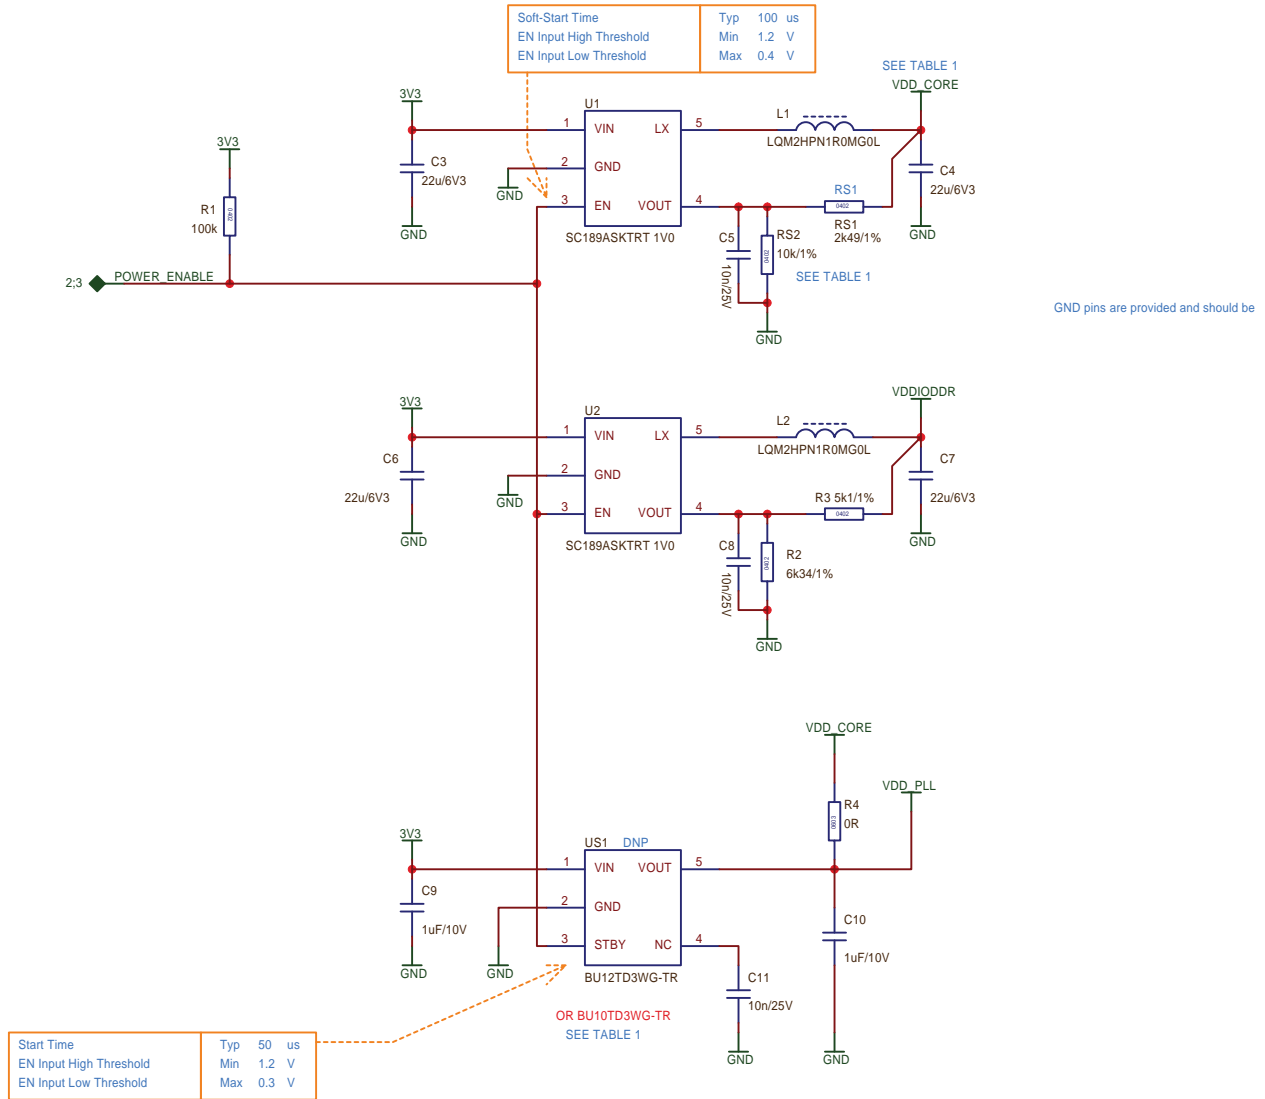 Soft-Start Time Typ 100 us
EN Input High Threshold Min 1.2 V
EN Input Low Threshold Max 0.4 V
SEE TABLE 1
VDD_CORE
3V3
U1
L1
1 VIN LX 5
LQM2HPN1R0MG0L
3V3
C3
22u/6V3
2 GND
C4
22u/6V3
GND
RS1
0402
R1
100k
0402
3 EN VOUT 4
GND
SC189ASKTRT 1V0
C5
10n/25V
RS2
10k/1%
0402
RS1
2k49/1%
GND
SEE TABLE 1
2;3 POWER_ENABLE
GND pins are provided and should be
GND
3V3
VDDIODDR
U2
L2
1 VIN LX 5
LQM2HPN1R0MG0L
C6
22u/6V3
2 GND
C7
22u/6V3
GND
R3 5k1/1%
0402
3 EN VOUT 4
GND
SC189ASKTRT 1V0
C8
10n/25V
R2
6k34/1%
0402
GND
GND
VDD_CORE
VDD_PLL
R4
0R
0603
3V3
US1 DNP
1 VIN VOUT 5
C9
1uF/10V
2 GND
C10
1uF/10V
3 STBY NC 4
GND
GND
BU12TD3WG-TR
C11
10n/25V
OR BU10TD3WG-TR
SEE TABLE 1
GND
GND
Start Time Typ 50 us
EN Input High Threshold Min 1.2 V
EN Input Low Threshold Max 0.3 V